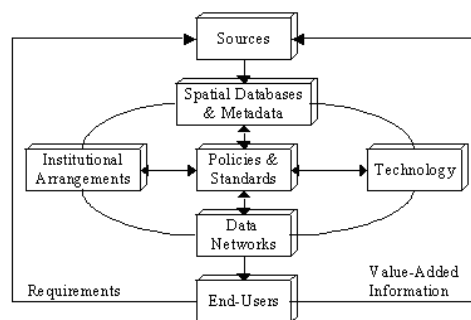 Sources
Spatial Databases
& Metadata
Institutional
Arrangements
Policies &
Standards
Technology
Data
Networks
Requirements
End-Users
Value-Added
Information